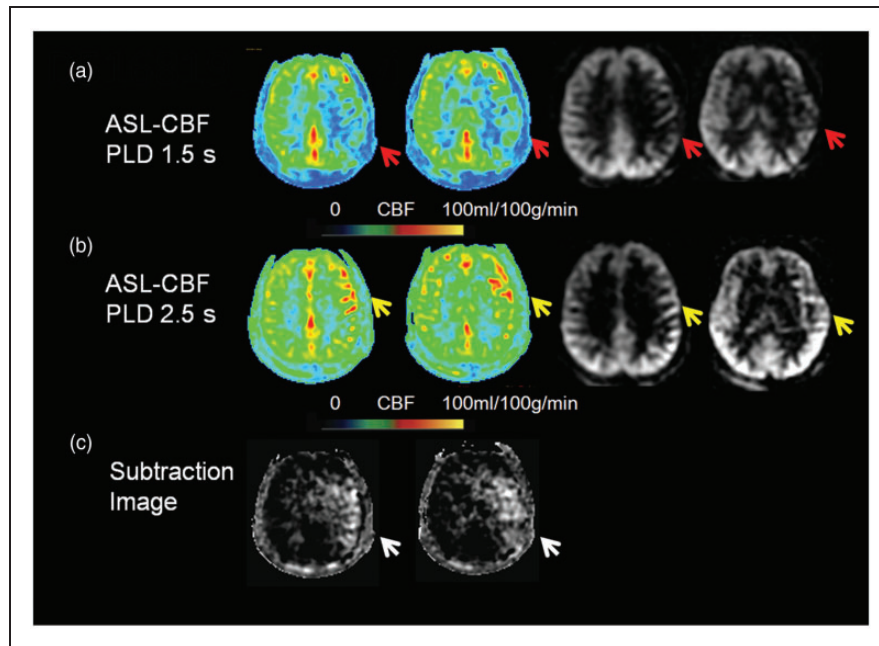 (a)
ASL-CBF
PLD 1.5 s
0 CBF 100ml/100g/min
(b)
ASL-CBF
PLD 2.5 s
0 CBF 100ml/100g/min
(c)
Subtraction
Image